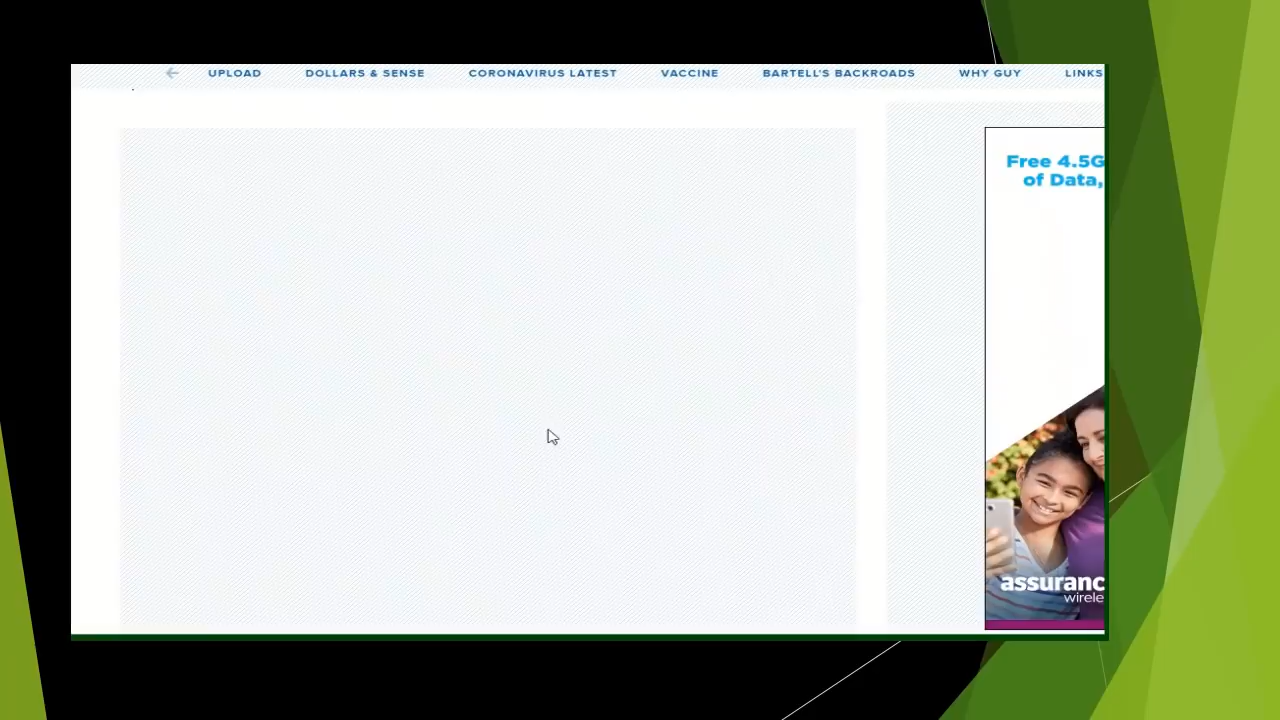 UPLOAD DOLLARS & SENSE CORONAVIRUS LATEST VACCINE BARTELL'S BACKROADS WHY GUY LINKS
Free 4.5G
of Data,
assuranc
wirele